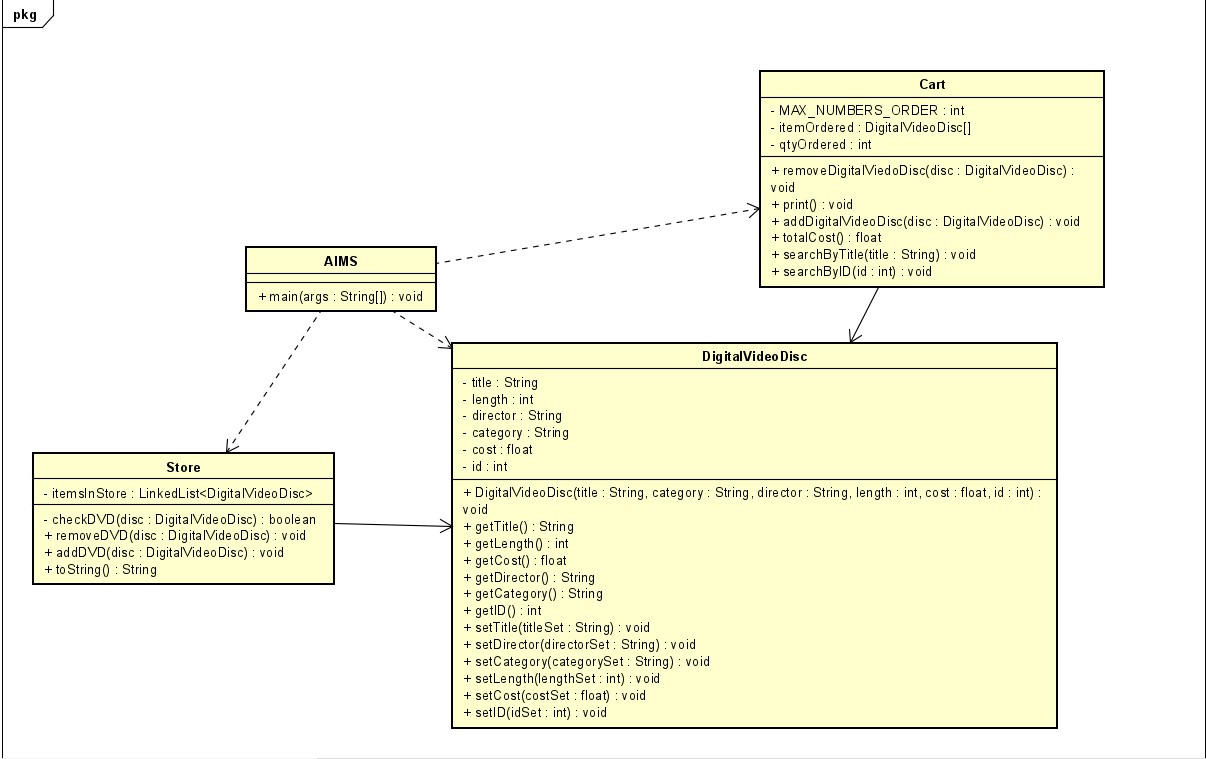 pkg
Cart
- MAX_NUMBERS_ORDER : int
- itemOrdered : DigitalVideoDisc[]
- qtyOrdered : int
+ removeDigitalViedoDisc(disc : DigitalVideoDisc) :
void
+ print() : void
+ addDigitalVideoDisc(disc : DigitalVideoDisc) : void
+ totalCost() : float
+ searchByTitle(title : String) : void
+ searchByID(id : int) : void
AIMS
+ main(args : String[]) : void
DigitalVideoDisc
- title : String
- length : int
- director : String
- category : String
- cost : float
- id : int
+ DigitalVideoDisc(title : String, category : String, director : String, length : int, cost : float, id : int) :
void
+ getTitle() : String
+ getLength() : int
+ getCost() : float
+ getDirector() : String
+ getCategory() : String
+ getID() : int
+ setTitle(titleSet : String) : void
+ setDirector(directorSet : String) : void
+ setCategory(categorySet : String) : void
+ setLength(lengthSet : int) : void
+ setCost(costSet : float) : void
+ setID(idSet : int) : void
Store
- itemsInStore : LinkedList<DigitalVideoDisc>
- checkDVD(disc : DigitalVideoDisc) : boolean
+ removeDVD(disc : DigitalVideoDisc) : void
+ addDVD(disc : DigitalVideoDisc) : void
+ toString() : String